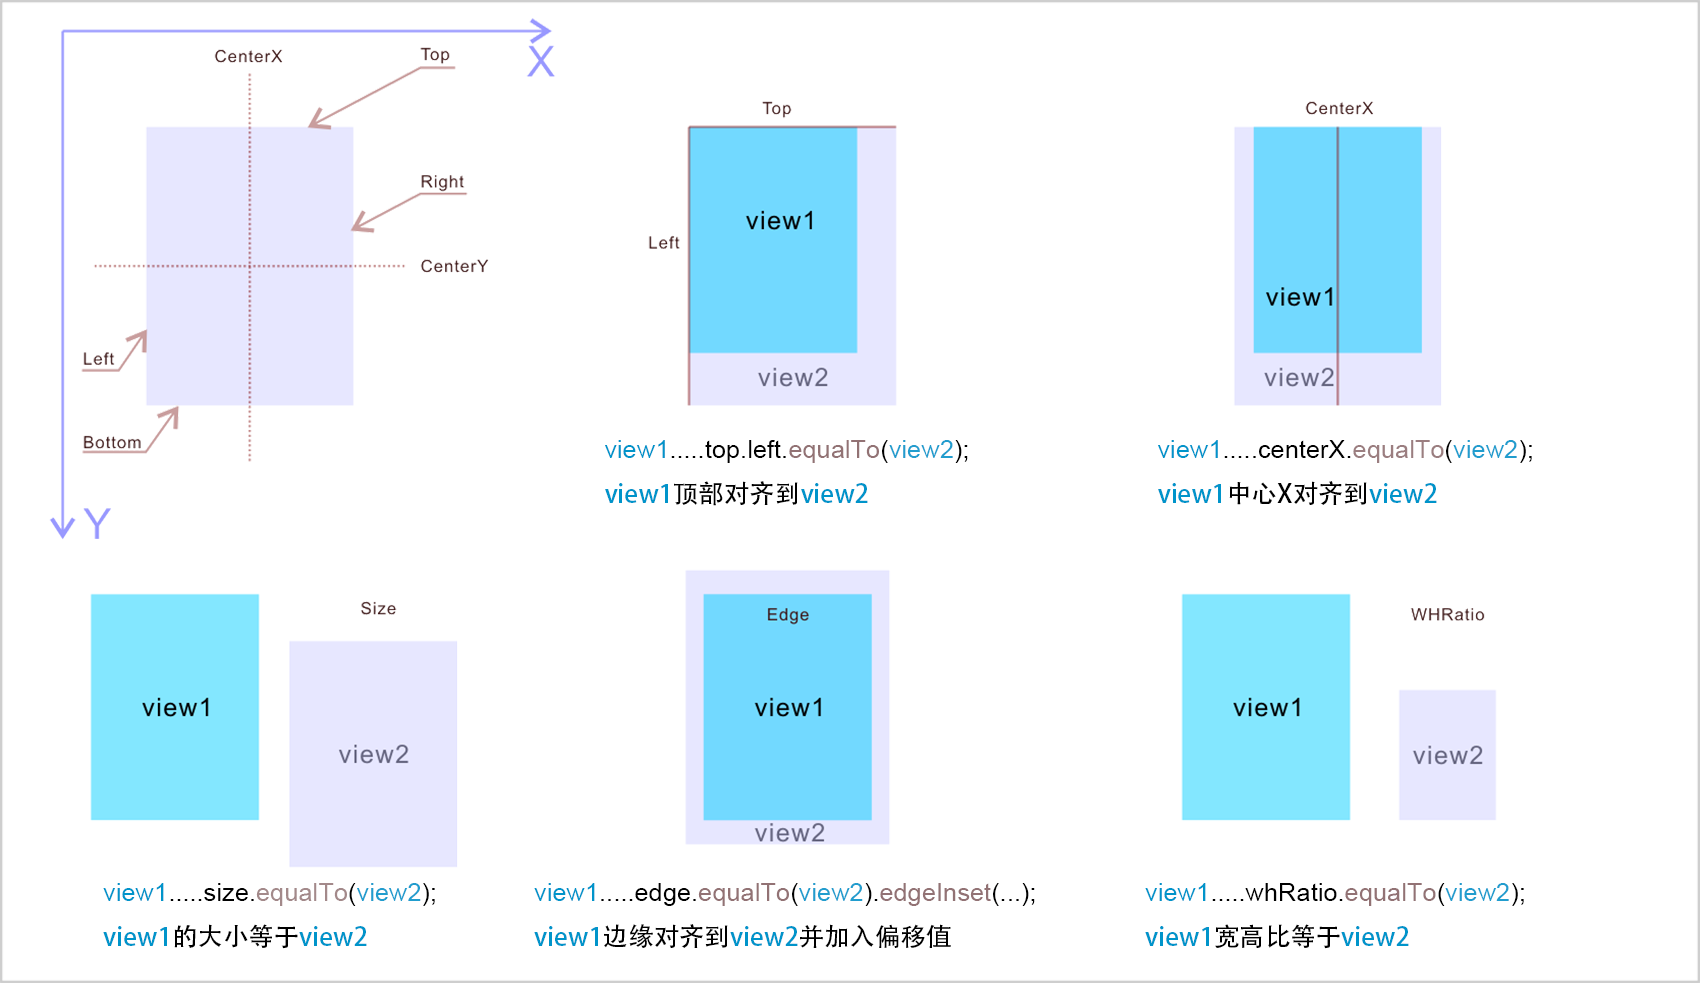 X
CenterX
Top
Right
CenterY
Left
Bottom
Y
Top
Left
view1
view2
view1.....top.left.equalTo(view2);
view1顶部对齐到view2
CenterX
view1
view2
view1.....centerX.equalTo(view2);
view1中心X对齐到view2
Size
view1
view2
view1.....size.equalTo(view2);
view1的大小等于view2
Edge
view1
view2
view1.....edge.equalTo(view2).edgeInset(...);
view1边缘对齐到view2并加入偏移值
WHRatio
view1
view2
view1.....whRatio.equalTo(view2);
view1宽高比等于view2